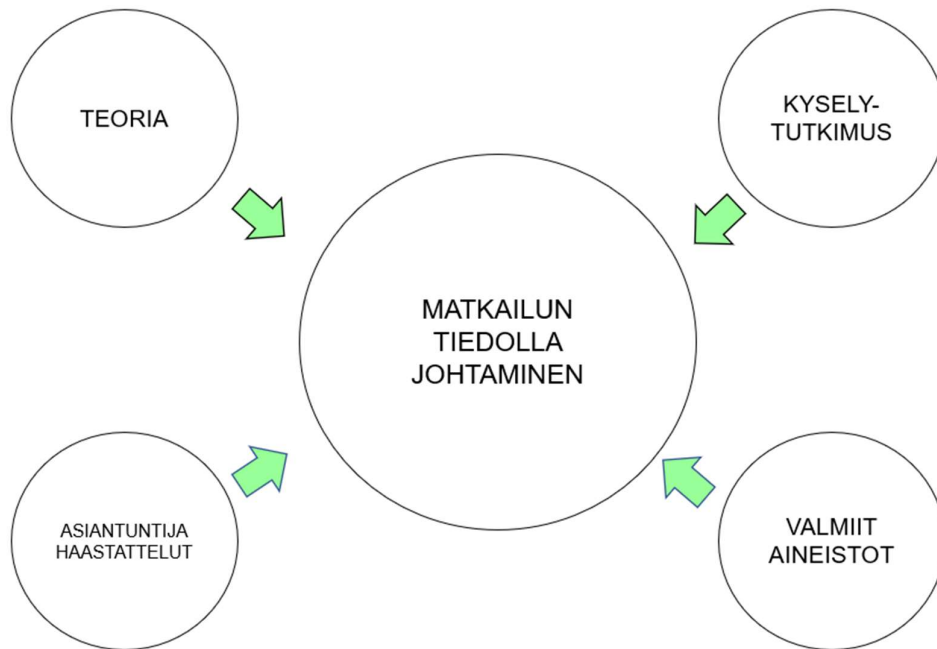 TEORIA
KYSELY-
TUTKIMUS
MATKAILUN
TIEDOLLA
JOHTAMINEN
ASIANTUNTIJA
HAASTATTELUT
VALMIIT
AINEISTOT